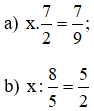 a) x.7/2 = 7/9;
b) x : 8/5 = 5/2